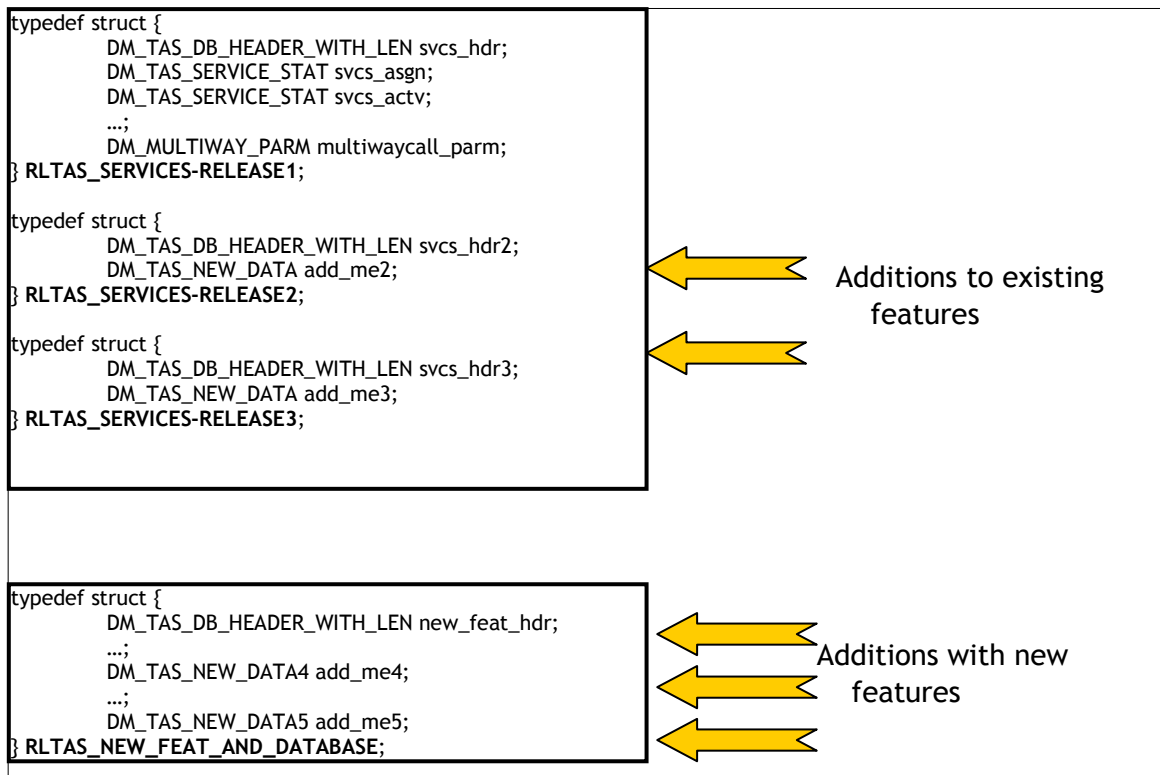 typedef struct {
DM_TAS_DB_HEADER_WITH_LEN svcs_hdr;
DM_TAS_SERVICE_STAT svcs_asgn;
DM_TAS_SERVICE_STAT svcs_actv;
…;
DM_MULTIWAY_PARM multiwaycall_parm;
} RLTAS_SERVICES-RELEASE1;
typedef struct {
DM_TAS_DB_HEADER_WITH_LEN svcs_hdr2;
DM_TAS_NEW_DATA add_me2;
} RLTAS_SERVICES-RELEASE2;
typedef struct {
DM_TAS_DB_HEADER_WITH_LEN svcs_hdr3;
DM_TAS_NEW_DATA add_me3;
} RLTAS_SERVICES-RELEASE3;
Additions to existing
features
typedef struct {
DM_TAS_DB_HEADER_WITH_LEN new_feat_hdr;
…;
DM_TAS_NEW_DATA4 add_me4;
…;
DM_TAS_NEW_DATA5 add_me5;
} RLTAS_NEW_FEAT_AND_DATABASE;
Additions with new
features